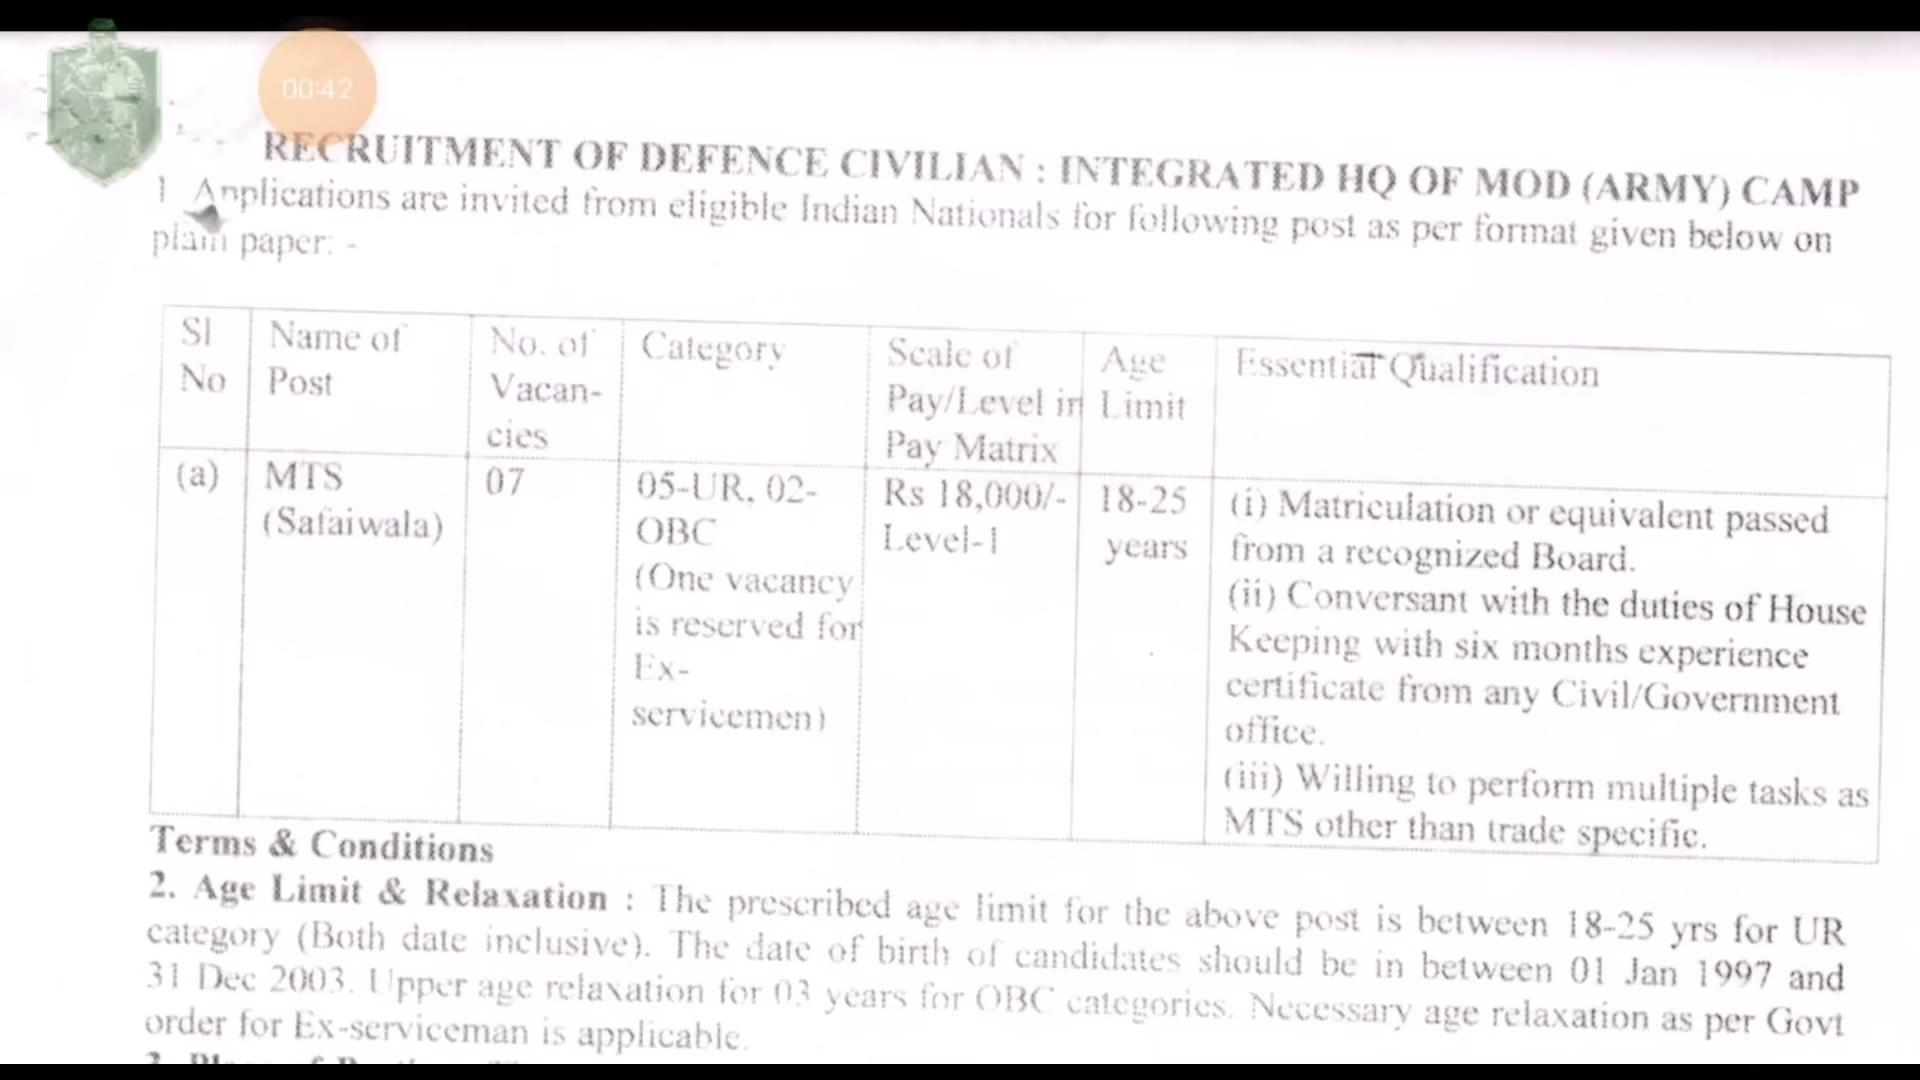 00:42
RECRUITMENT OF DEFENCE CIVILIAN : INTEGRATED HQ OF MOD (ARMY) CAMP
1 Applications are invited from eligible Indian Nationals for following post as per format given below on
plain paper: -
Sl No
Name of Post
No. of Vacan-cies
Category
Scale of Pay/Level in Pay Matrix
Age Limit
Essential Qualification
(a)
MTS
(Safaiwala)
07
05-UR, 02-
OBC
(One vacancy
is reserved for
Ex-
servicemen)
Rs 18,000/-
Level-1
18-25
years
(i) Matriculation or equivalent passed
from a recognized Board.
(ii) Conversant with the duties of House
Keeping with six months experience
certificate from any Civil/Government
office.
(iii) Willing to perform multiple tasks as
MTS other than trade specific.
Terms & Conditions
2. Age Limit & Relaxation : The prescribed age limit for the above post is between 18-25 yrs for UR
category (Both date inclusive). The date of birth of candidates should be in between 01 Jan 1997 and
31 Dec 2003. Upper age relaxation for 03 years for OBC categories. Necessary age relaxation as per Govt
order for Ex-serviceman is applicable.